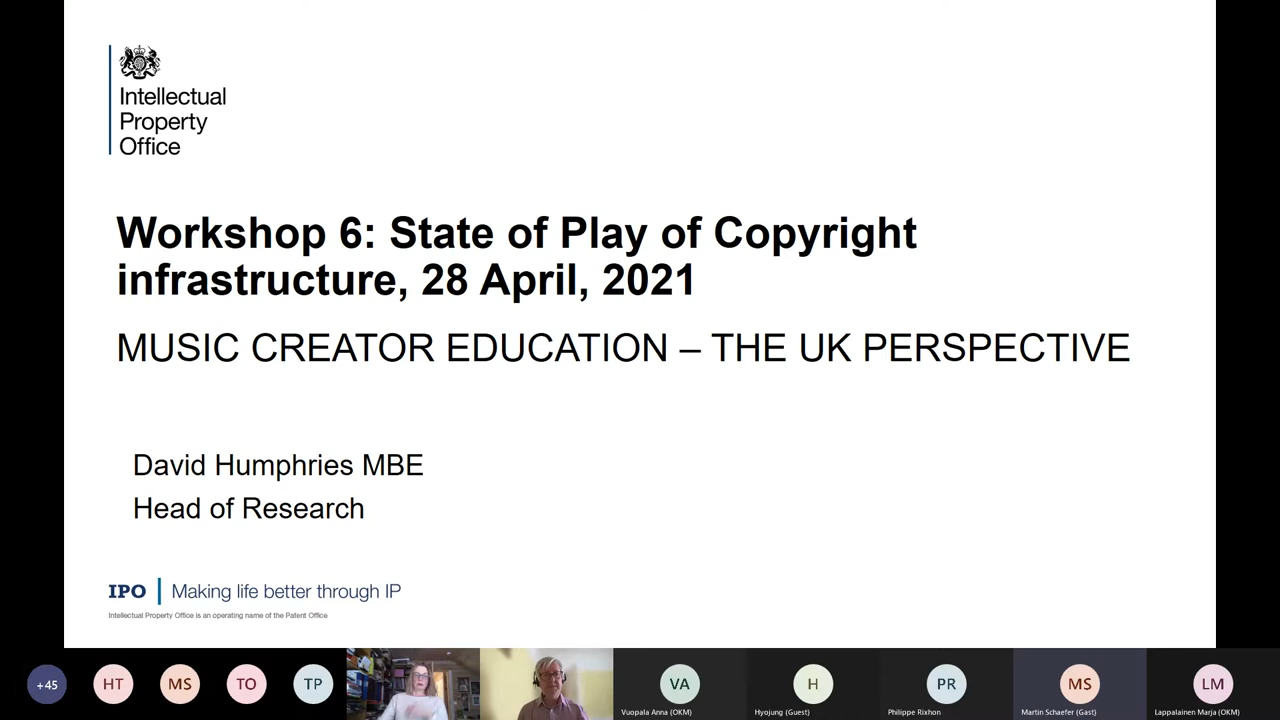 Intellectual
Property
Office
Workshop 6: State of Play of Copyright
infrastructure, 28 April, 2021
MUSIC CREATOR EDUCATION – THE UK PERSPECTIVE
David Humphries MBE
Head of Research
IPO | Making life better through IP
Intellectual Property Office is an operating name of the Patent Office
+45
HT
MS
TO
TP
VA
Vuopala Anna (OKM)
H
Hyojung (Guest)
PR
Philippe Rixhon
MS
Martin Schaefer (Gast)
LM
Lappalainen Marja (OKM)